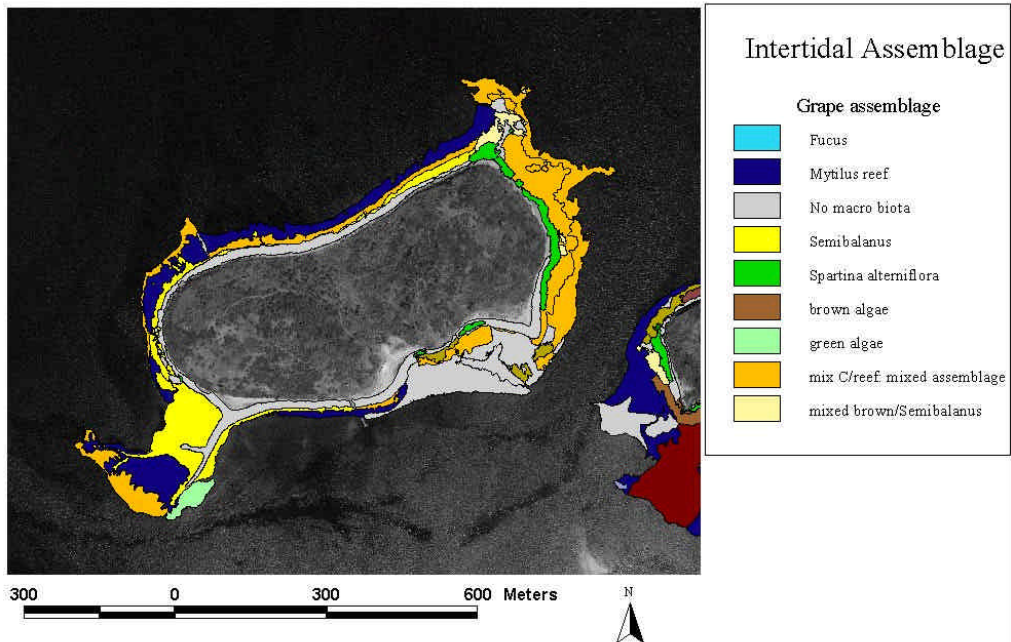 Intertidal Assemblage
Grape assemblage
Fucus
Mytilus reef
No macro biota
Semibalanus
Spartina alterniflora
brown algae
green algae
mix C/reef: mixed assemblage
mixed brown/Semibalanus
300 0 300 600 Meters
N